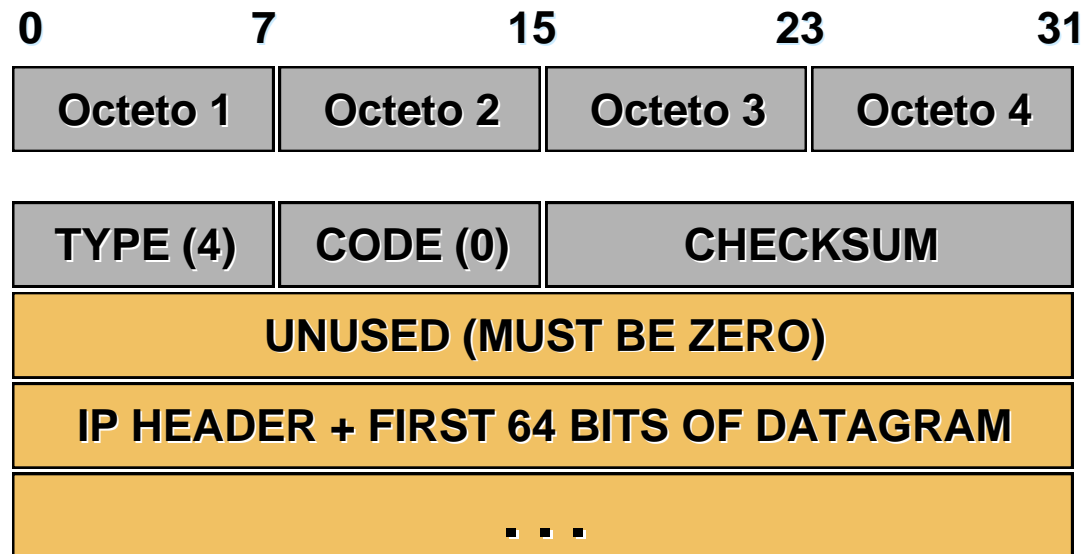 0 7 15 23 31
Octeto 1 Octeto 2 Octeto 3 Octeto 4
TYPE (4) CODE (0) CHECKSUM
UNUSED (MUST BE ZERO)
IP HEADER + FIRST 64 BITS OF DATAGRAM
. . .